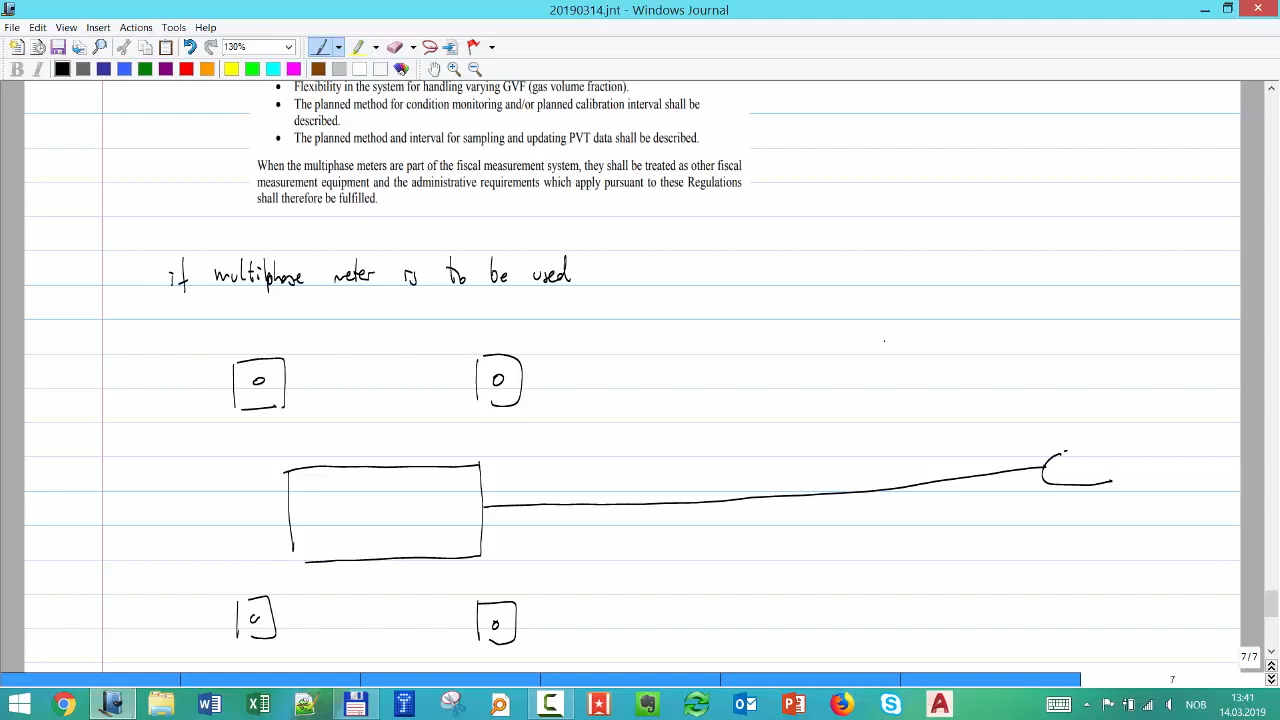 20190314.jnt - Windows Journal
File Edit View Insert Actions Tools Help
130%
B I
• Flexibility in the system for handling varying GVF (gas volume fraction).
• The planned method for condition monitoring and/or planned calibration interval shall be
described.
• The planned method and interval for sampling and updating PVT data shall be described.
When the multiphase meters are part of the fiscal measurement system, they shall be treated as other fiscal
measurement equipment and the administrative requirements which apply pursuant to these Regulations
shall therefore be fulfilled.
if multiphase meter is to be used
7 / 7
7
NOB
13:41
14.03.2019